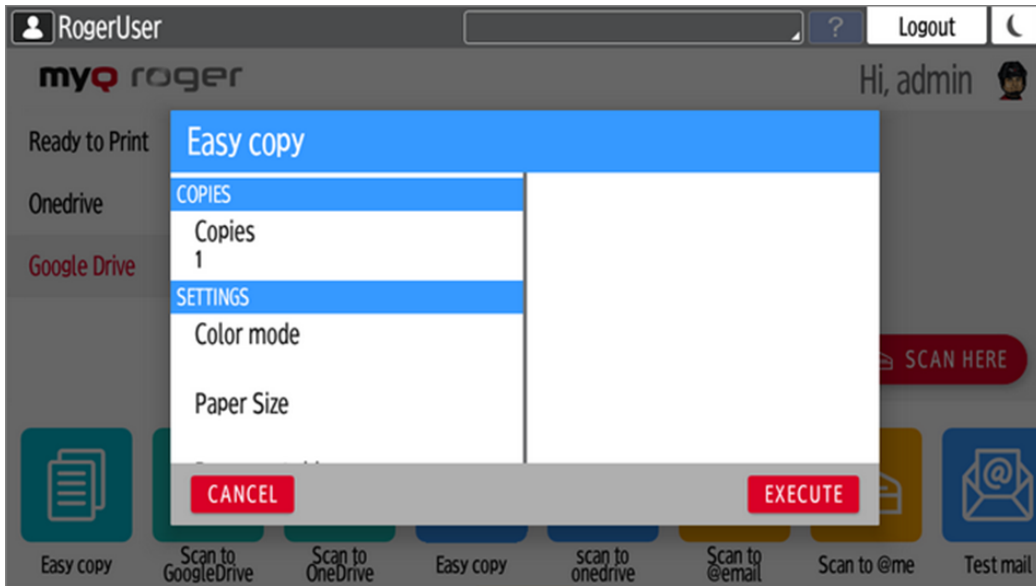 RogerUser
?
Logout
myQ roger
Hi, admin
Ready to Print
Onedrive
Google Drive
Easy copy
COPIES
Copies
1
SETTINGS
Color mode
Paper Size
CANCEL
EXECUTE
SCAN HERE
Easy copy
Scan to GoogleDrive
Scan to OneDrive
Easy copy
scan to onedrive
Scan to @email
Scan to @me
Test mail